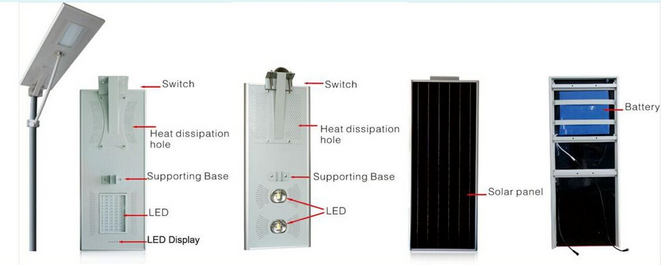 Switch
Heat dissipation
hole
Supporting Base
LED
LED Display
Switch
Heat dissipation
hole
Supporting Base
LED
Solar panel
Battery